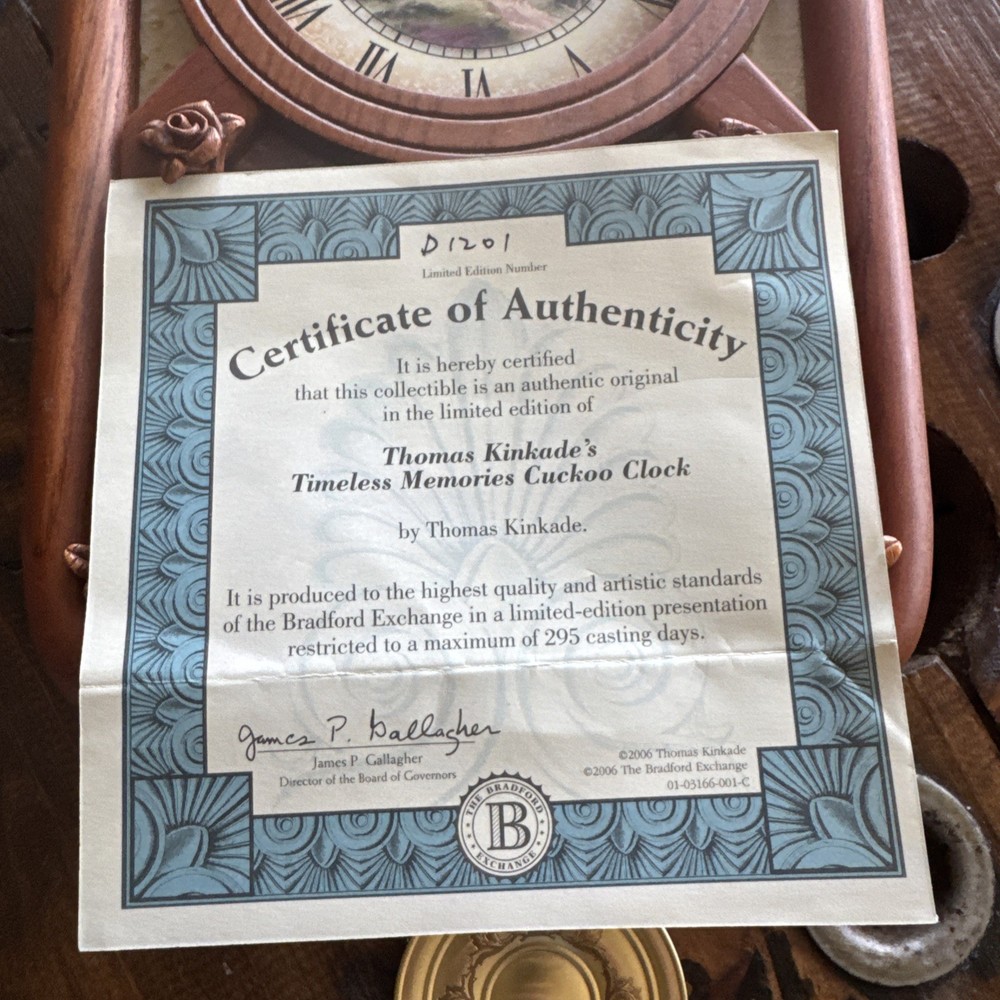 VII VI V
D1201
Limited Edition Number
Certificate of Authenticity
It is hereby certified
that this collectible is an authentic original
in the limited edition of
Thomas Kinkade's
Timeless Memories Cuckoo Clock
by Thomas Kinkade.
It is produced to the highest quality and artistic standards
of the Bradford Exchange in a limited-edition presentation
restricted to a maximum of 295 casting days.
James P. Gallagher
James P. Gallagher
Director of the Board of Governors
©2006 Thomas Kinkade
©2006 The Bradford Exchange
01-03166-001-C
THE BRADFORD
B
EXCHANGE